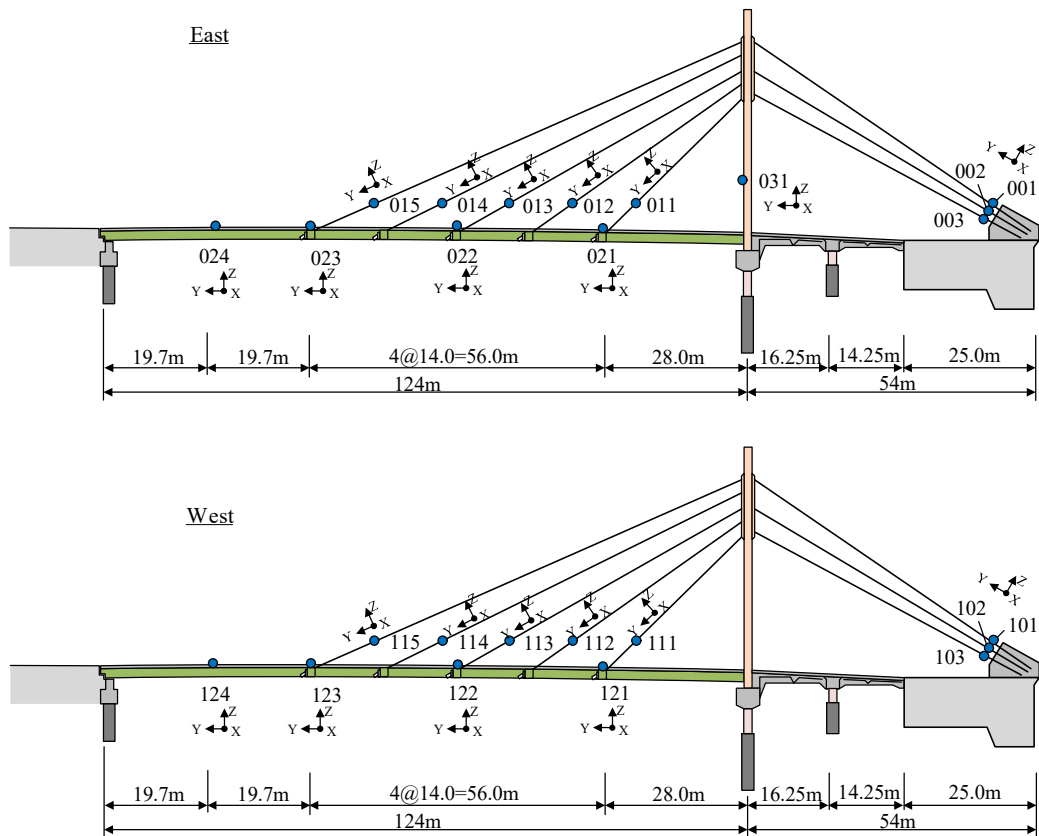 East
Z
Y
X
015
Z
Y
X
014
Z
Y
X
013
Z
Y
X
012
Z
Y
X
011
031
Z
Y
X
Y
Z
X
002
001
003
024
Z
Y
X
023
Z
Y
X
022
Z
Y
X
021
Z
Y
X
19.7m 19.7m 4@14.0=56.0m 28.0m 16.25m 14.25m 25.0m
124m 54m
West
Z
Y
X
115
Z
Y
X
114
Z
Y
X
113
Z
Y
X
112
Z
Y
X
111
Y
Z
X
102
101
103
124
Z
Y
X
123
Z
Y
X
122
Z
Y
X
121
Z
Y
X
19.7m 19.7m 4@14.0=56.0m 28.0m 16.25m 14.25m 25.0m
124m 54m